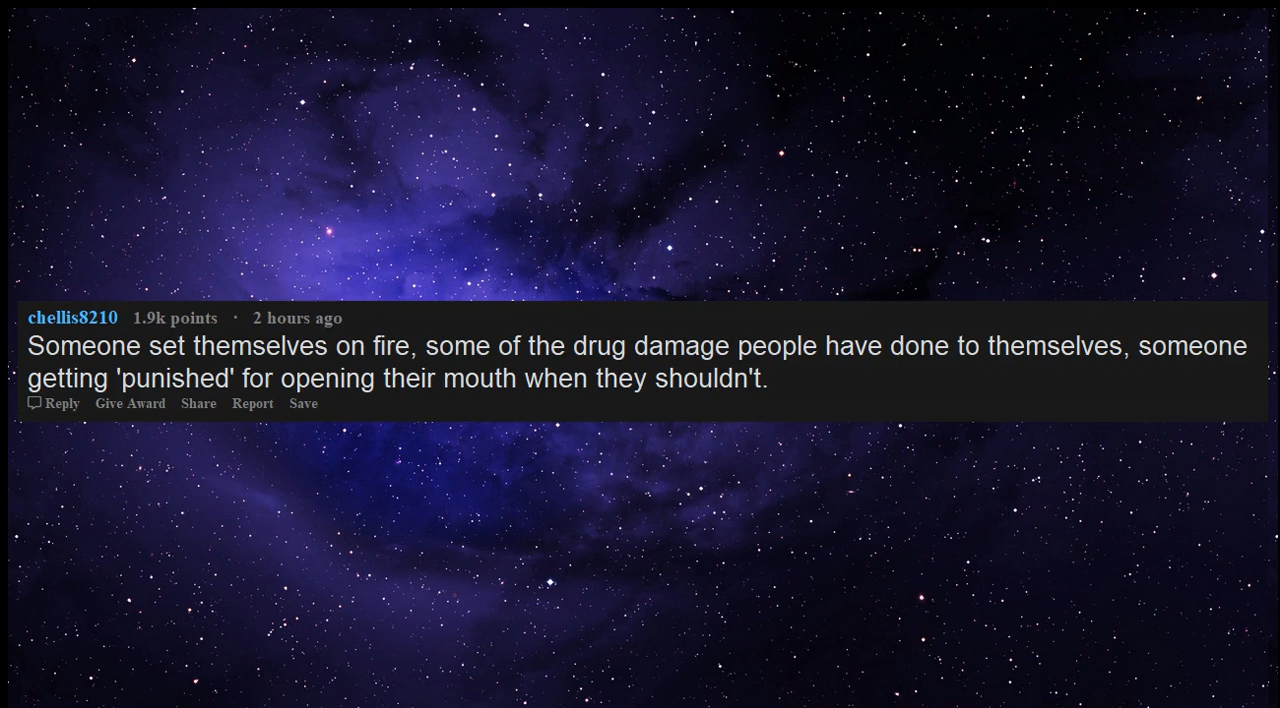 chellis8210 1.9k points · 2 hours ago
Someone set themselves on fire, some of the drug damage people have done to themselves, someone
getting 'punished' for opening their mouth when they shouldn't.
Reply Give Award Share Report Save